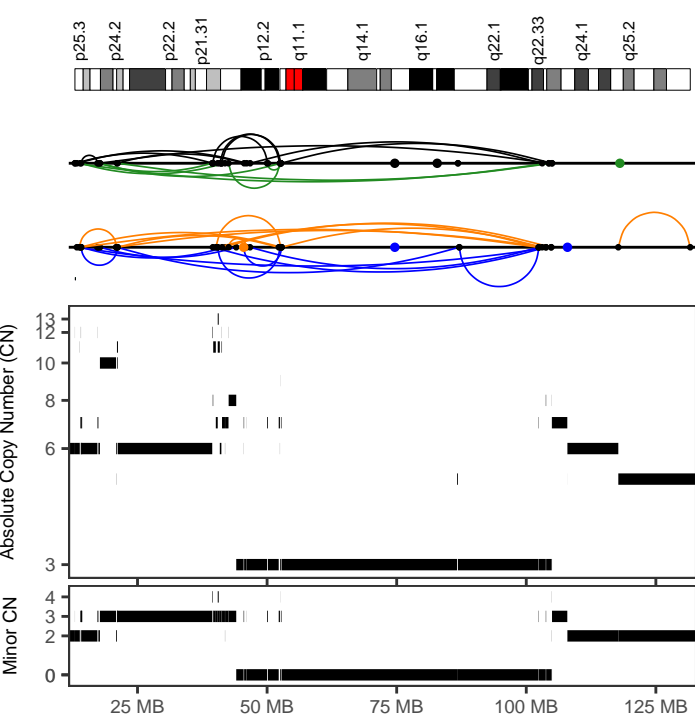 p25.3 p24.2 p22.2 p21.31 p12.2 q11.1 q14.1 q16.1 q22.1 q22.33 q24.1 q25.2
Absolute Copy Number (CN)
13
12
10
8
6
3
Minor CN
4
3
2
0
25 MB 50 MB 75 MB 100 MB 125 MB